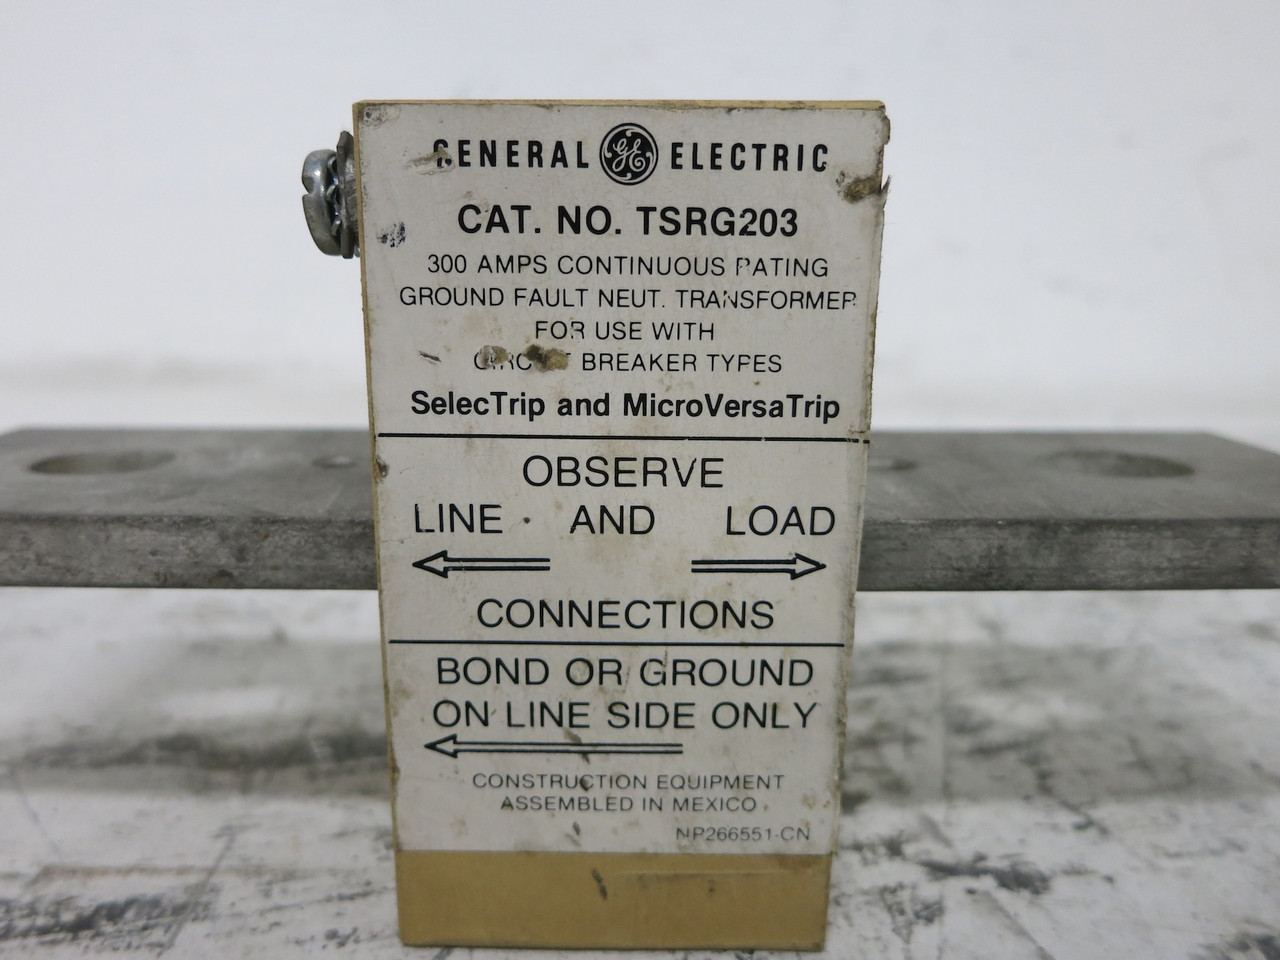 GENERAL GE ELECTRIC
CAT. NO. TSRG203
300 AMPS CONTINUOUS RATING
GROUND FAULT NEUT. TRANSFORMER
FOR USE WITH
CIRCUIT BREAKER TYPES
SelecTrip and MicroVersaTrip
OBSERVE
LINE AND LOAD
CONNECTIONS
BOND OR GROUND
ON LINE SIDE ONLY
CONSTRUCTION EQUIPMENT
ASSEMBLED IN MEXICO
NP266551-CN